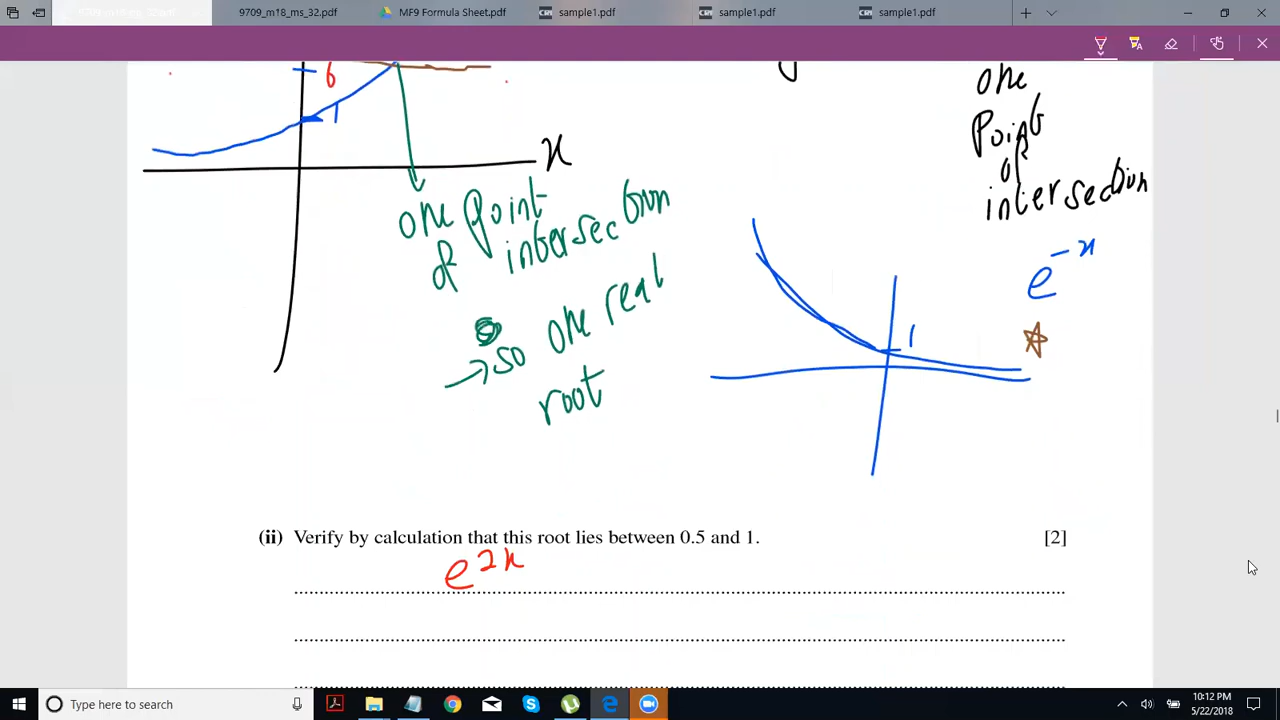 9709_m18_ms_32.pdf
MF9 Formula Sheet.pdf
sample1.pdf
sample1.pdf
sample1.pdf
6
1
x
one point
of intersection
→ so one real
root
one
Point
of
intersection
e^-x
1
(ii) Verify by calculation that this root lies between 0.5 and 1. [2]
e^2x
Type here to search
10:12 PM
5/22/2018